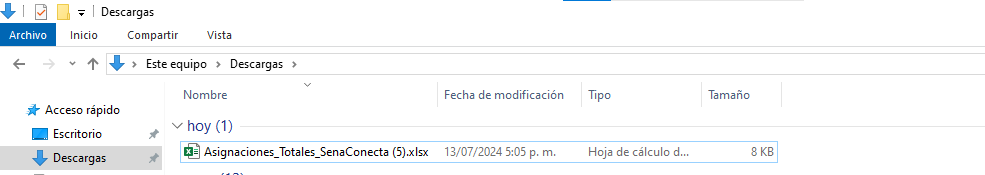 Descargas
Archivo Inicio Compartir Vista
Este equipo Descargas
Nombre Fecha de modificación Tipo Tamaño
Acceso rápido
hoy (1)
Escritorio
Descargas
Asignaciones_Totales_SenaConecta (5).xlsx 13/07/2024 5:05 p. m. Hoja de cálculo d... 8 KB